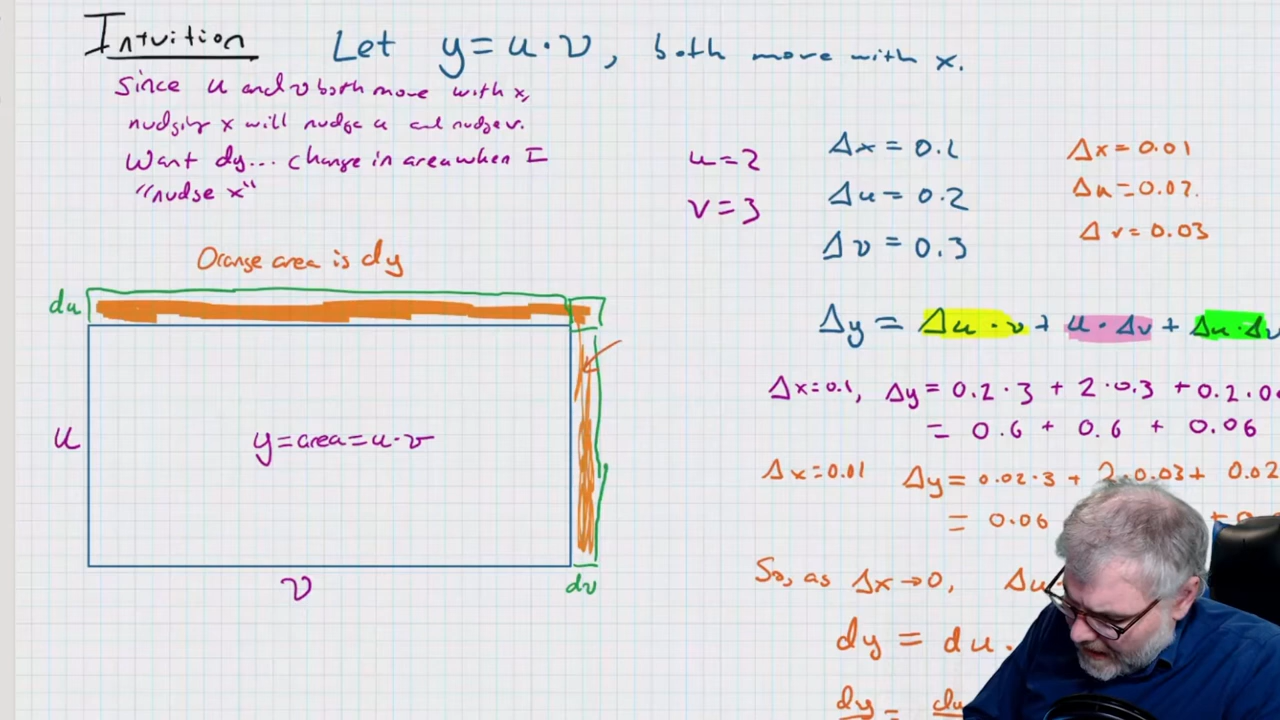 Intuition Let y = u · v, both move with x.
Since u and v both move with x,
nudging x will nudge u and nudge v.
Want dy... change in area when I
"nudge x"
u = 2
v = 3
Δx = 0.1
Δu = 0.2
Δv = 0.3
Δx = 0.01
Δu = 0.02.
Δv = 0.03
Orange area is dy
du
u
y = area = u · v
v
dv
Δy = Δu · v + u · Δv + Δu · Δv
Δx = 0.1, Δy = 0.2 · 3 + 2 · 0.3 + 0.2 · 0
= 0.6 + 0.6 + 0.06
Δx = 0.01 Δy = 0.02 · 3 + 2 · 0.03 + 0.02
= 0.06 +
So, as Δx → 0, Δu
dy = du ·
dy = du